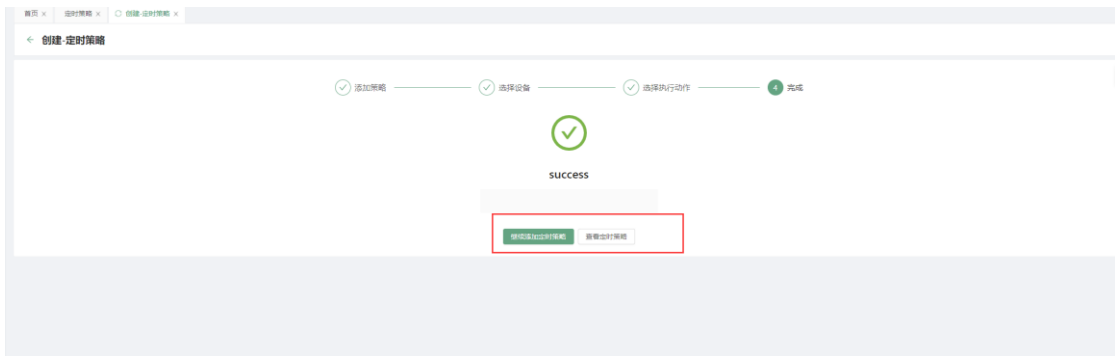 首页 × 定时策略 × 创建-定时策略 ×
← 创建-定时策略
添加策略 选择设备 选择执行动作 4 完成
success
继续添加定时策略 查看定时策略